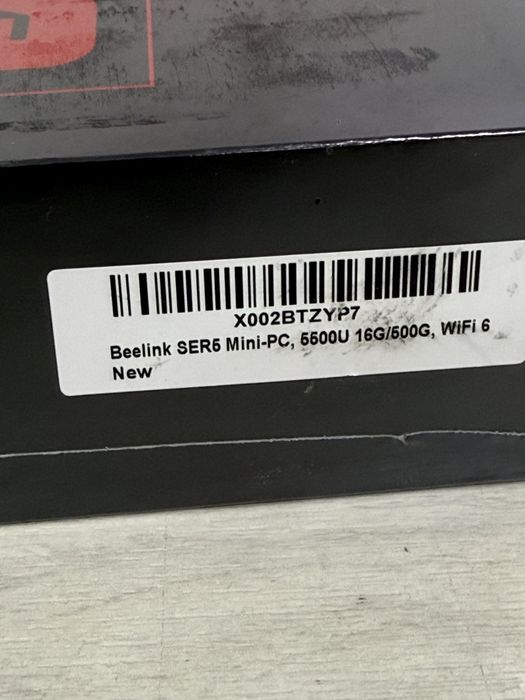 X002BTZYP7
Beelink SER5 Mini-PC, 5500U 16G/500G, WiFi 6
New